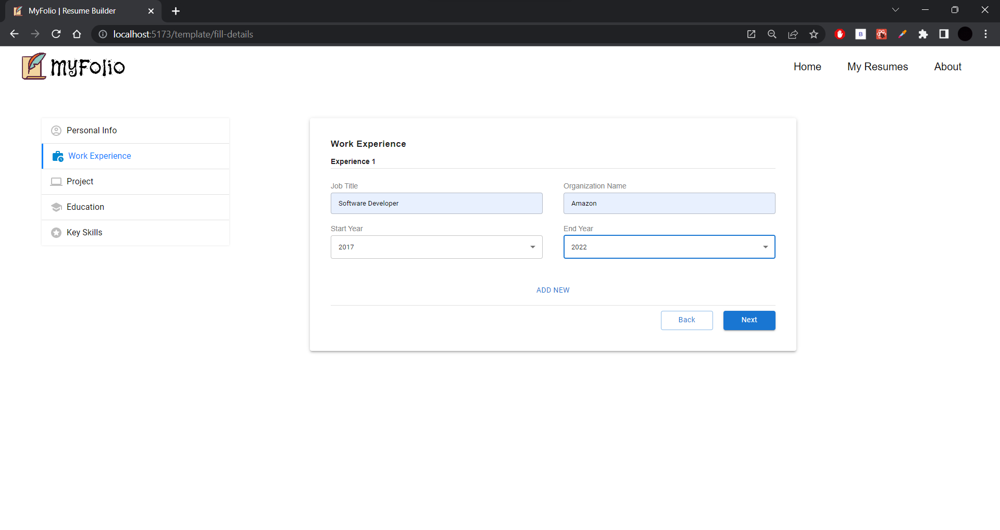 MyFolio | Resume Builder
localhost:5173/template/fill-details
B
MyFolio
Home My Resumes About
Personal Info
Work Experience
Project
Education
Key Skills
Work Experience
Experience 1
Job Title Organization Name
Software Developer Amazon
Start Year End Year
2017 2022
ADD NEW
Back Next